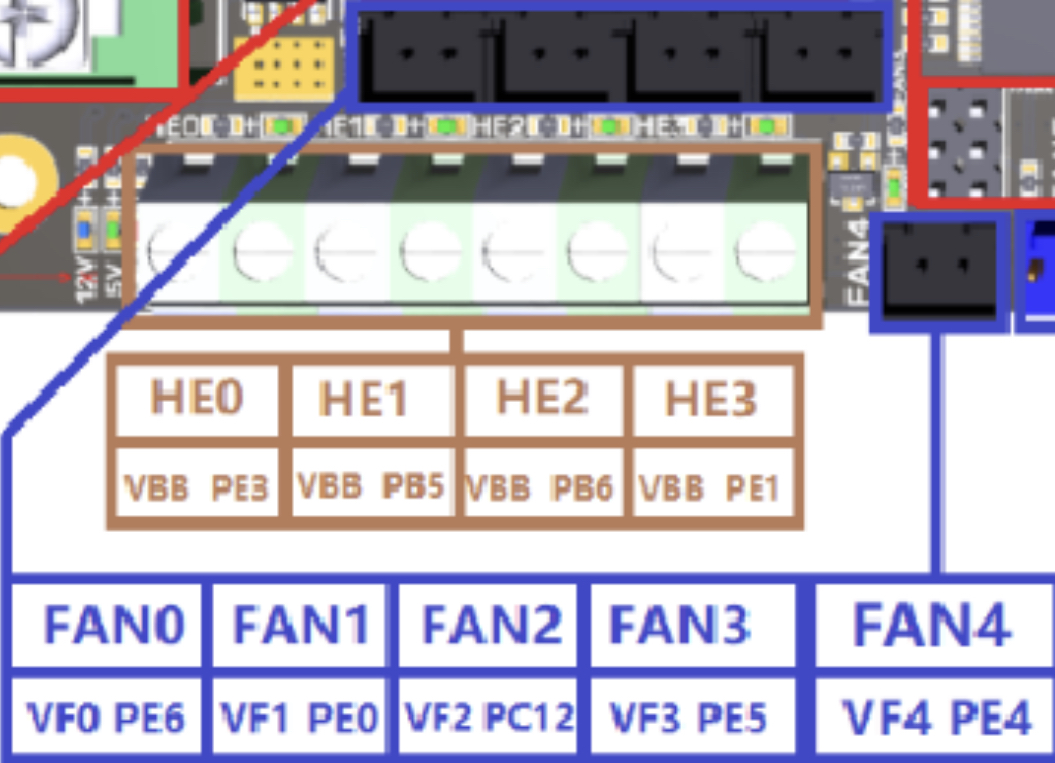 HE0 HE1 HE2 HE3
12V
5V
FAN4
HE0 HE1 HE2 HE3
VBB PE3 VBB PB5 VBB PB6 VBB PE1
FAN0 FAN1 FAN2 FAN3 FAN4
VF0 PE6 VF1 PE0 VF2 PC12 VF3 PE5 VF4 PE4